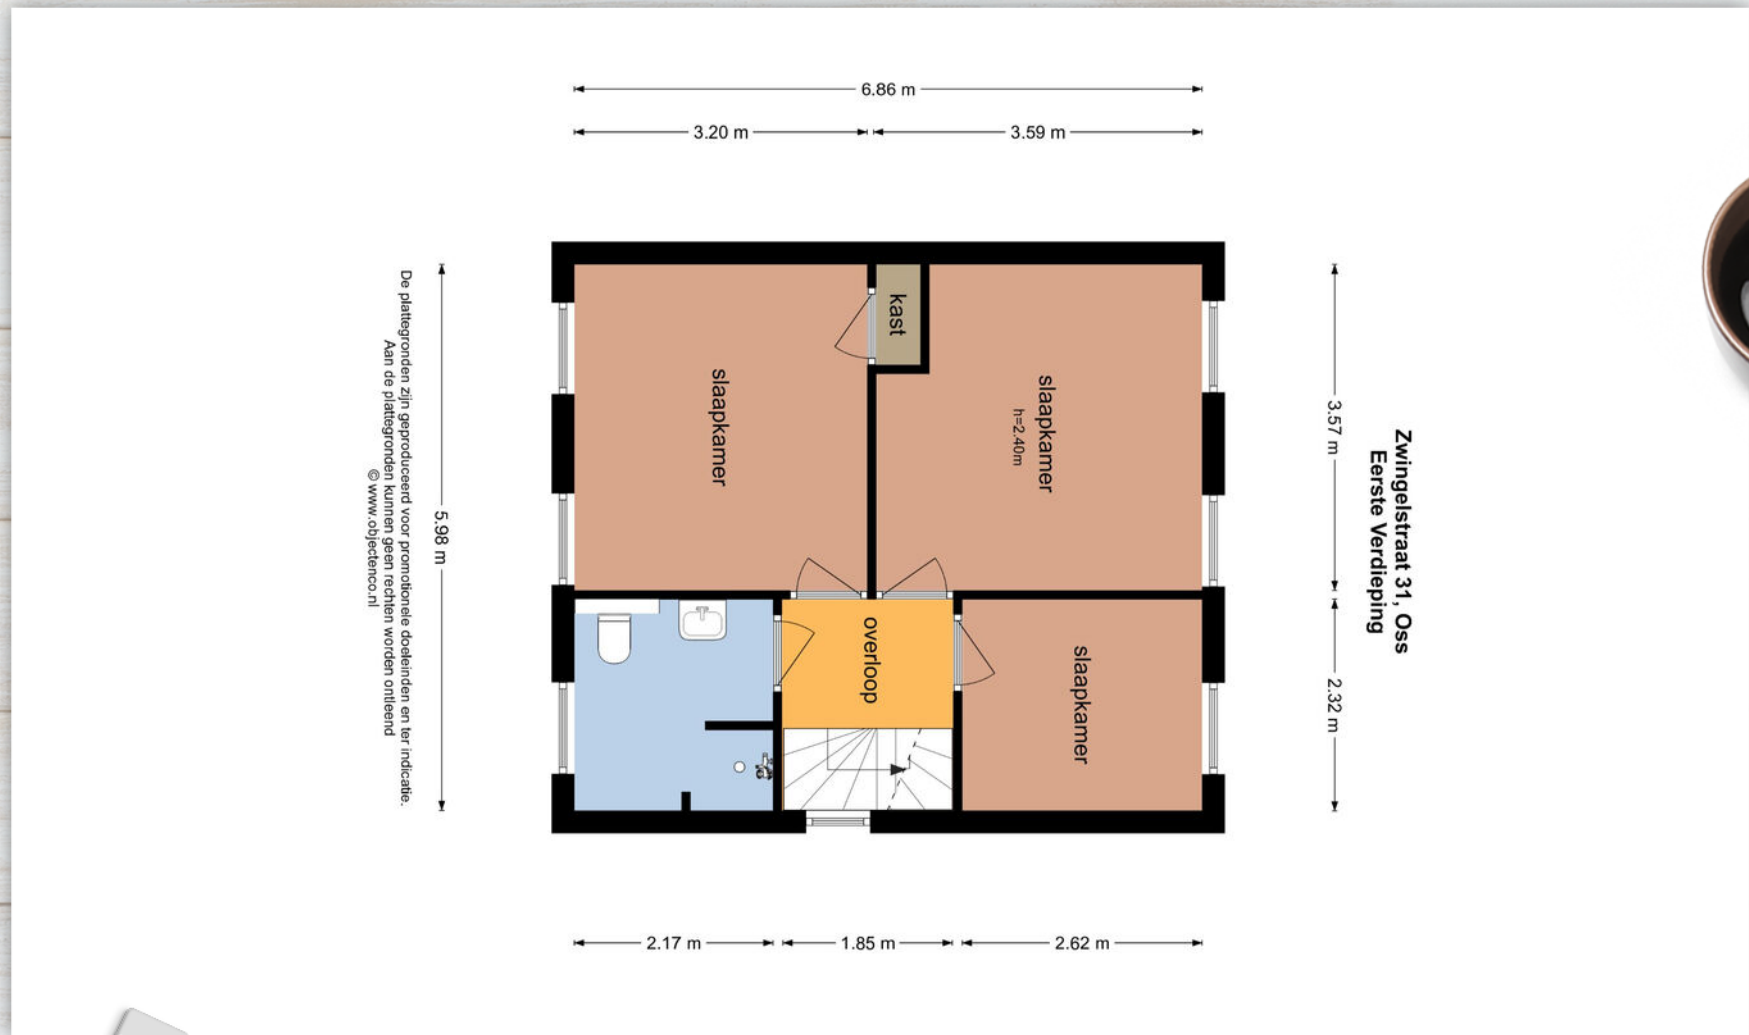 6.86 m
3.20 m
3.59 m
kast
slaapkamer
slaapkamer
h=2.40m
3.57 m
Zwingelstraat 31, Oss
Eerste Verdieping
De plattegronden zijn geproduceerd voor promotionele doeleinden en ter indicatie.
Aan de plattegronden kunnen geen rechten worden ontleend
© www.objectenco.nl
5.98 m
overloop
slaapkamer
2.32 m
2.17 m
1.85 m
2.62 m